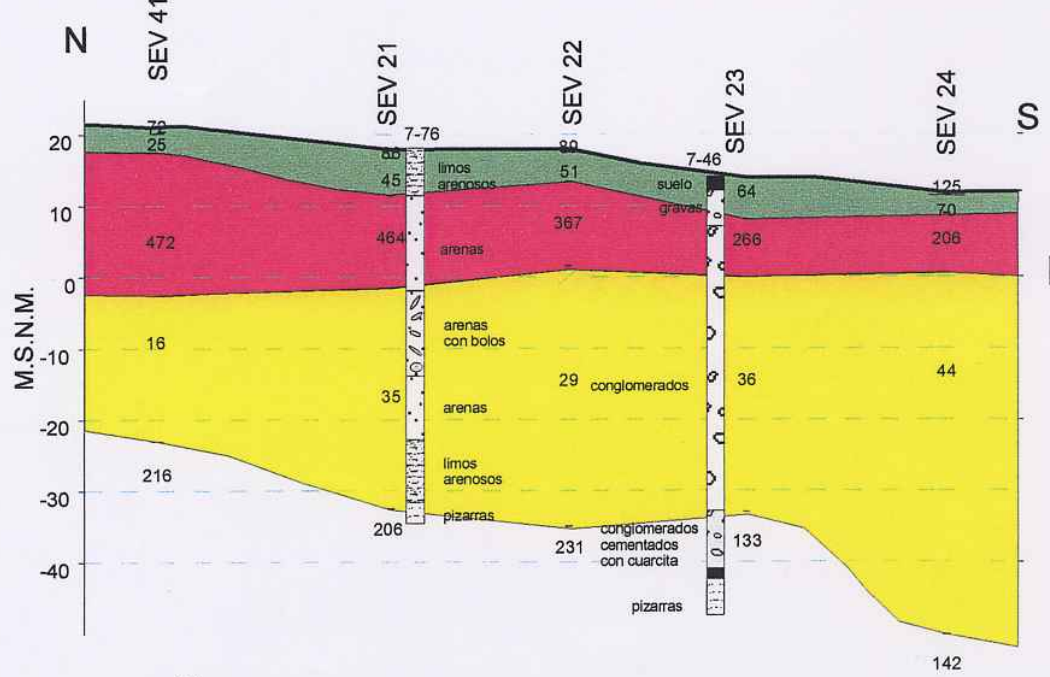 N
SEV 41
SEV 21
SEV 22
SEV 23
SEV 24
S
7-76
7-46
M.S.N.M.
20
10
0
-10
-20
-30
-40
25
472
16
216
45
464
35
206
limos
arenosos
arenas
arenas
con bolos
arenas
limos
arenosos
pizarras
51
367
29
231
suelo
gravas
conglomerados
conglomerados
cementados
con cuarcita
pizarras
64
266
36
133
125
70
206
44
142